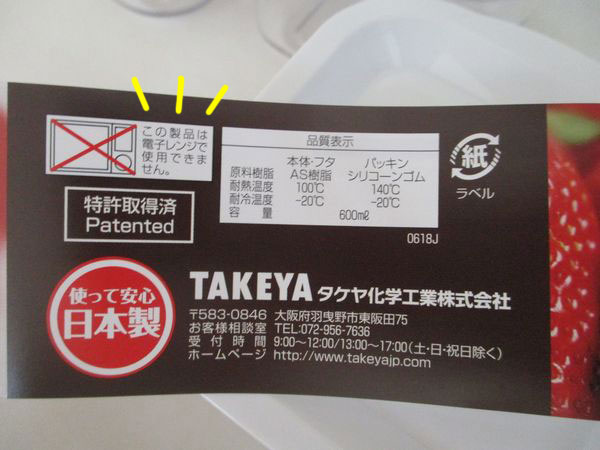 この製品は
電子レンジで
使用できま
せん。
品質表示
本体・フタ パッキン
原料樹脂 AS樹脂 シリコーンゴム
耐熱温度 100℃ 140℃
耐冷温度 -20℃ -20℃
容量 600mℓ
紙
ラベル
特許取得済
Patented
0618J
使って安心
日本製
TAKEYA タケヤ化学工業株式会社
〒583-0846 大阪府羽曳野市東阪田75
お客様相談室 TEL:072-956-7636
受付時間 9:00〜12:00/13:00〜17:00(土・日・祝日除く)
ホームページ http://www.takeyajp.com